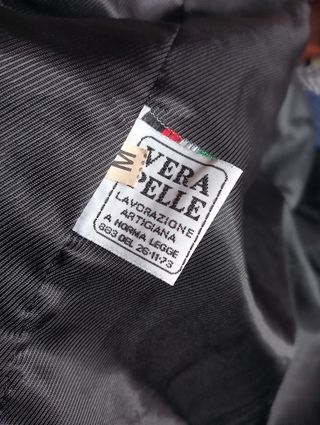 M
VERA
PELLE
LAVORAZIONE
ARTIGIANA
A NORMA LEGGE
883 DEL 26-11-73